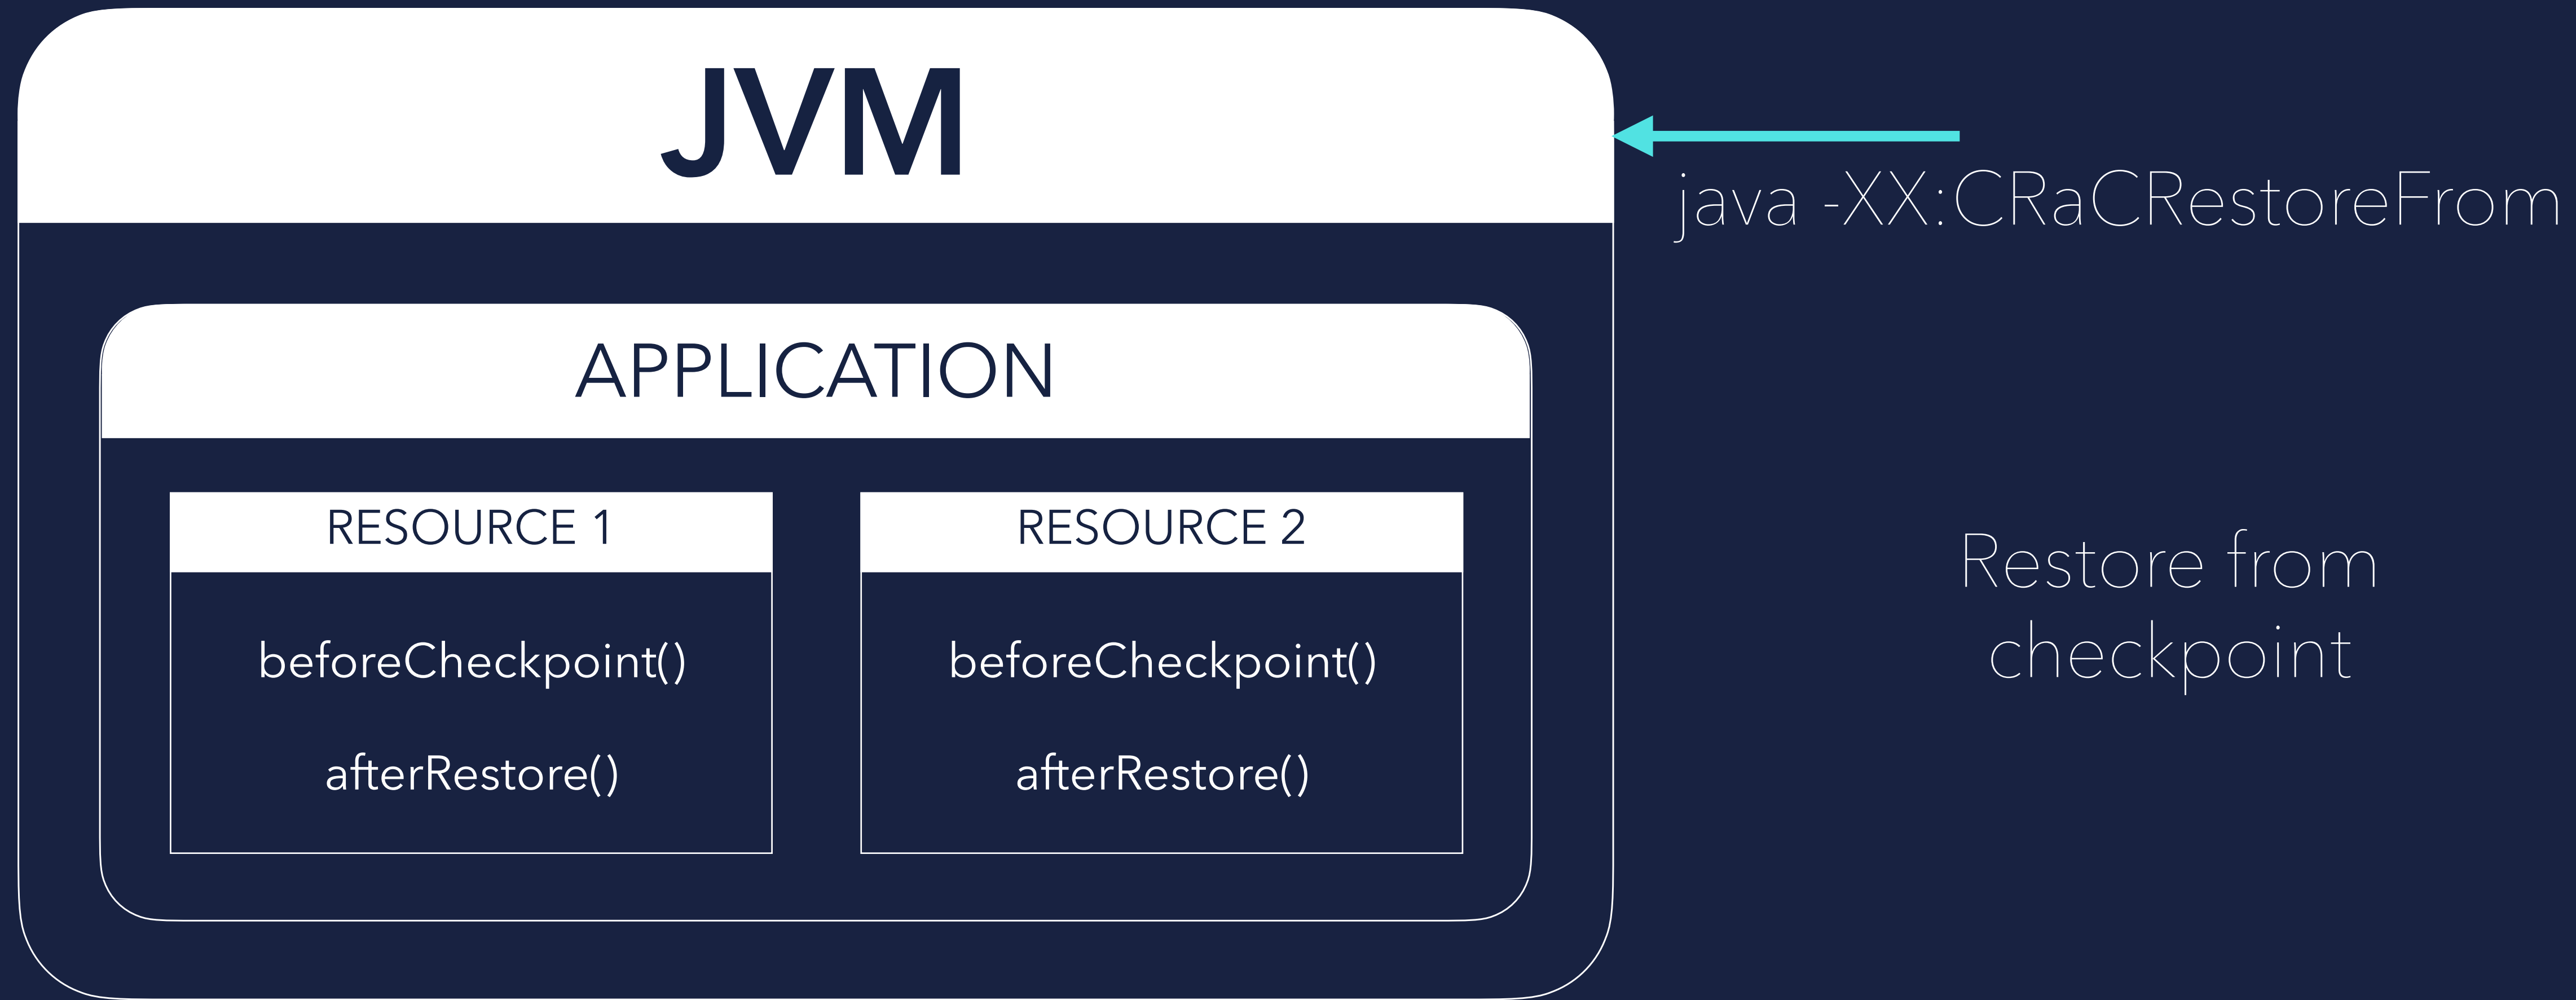 JVM
java -XX:CRaCRestoreFrom
APPLICATION
RESOURCE 1
beforeCheckpoint()
afterRestore()
RESOURCE 2
beforeCheckpoint()
afterRestore()
Restore from
checkpoint